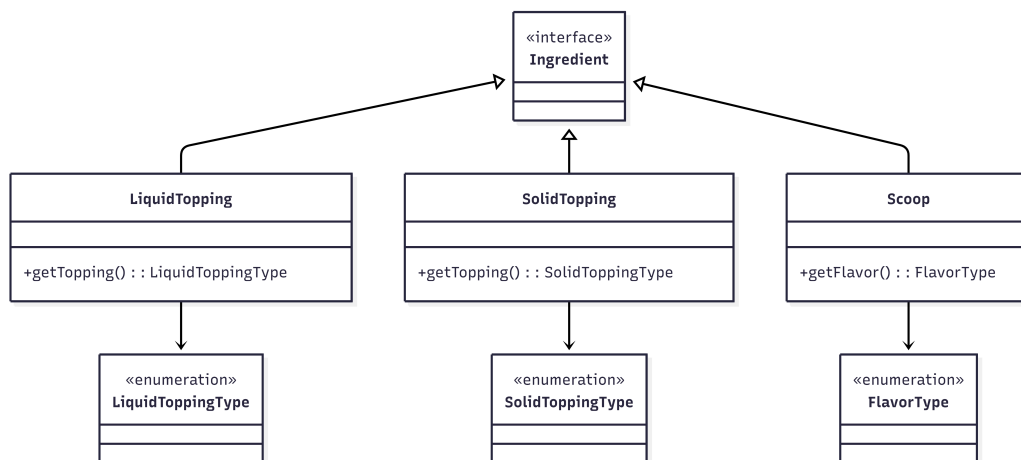 «interface»
Ingredient
LiquidTopping
+getTopping() : : LiquidToppingType
SolidTopping
+getTopping() : : SolidToppingType
Scoop
+getFlavor() : : FlavorType
«enumeration»
LiquidToppingType
«enumeration»
SolidToppingType
«enumeration»
FlavorType